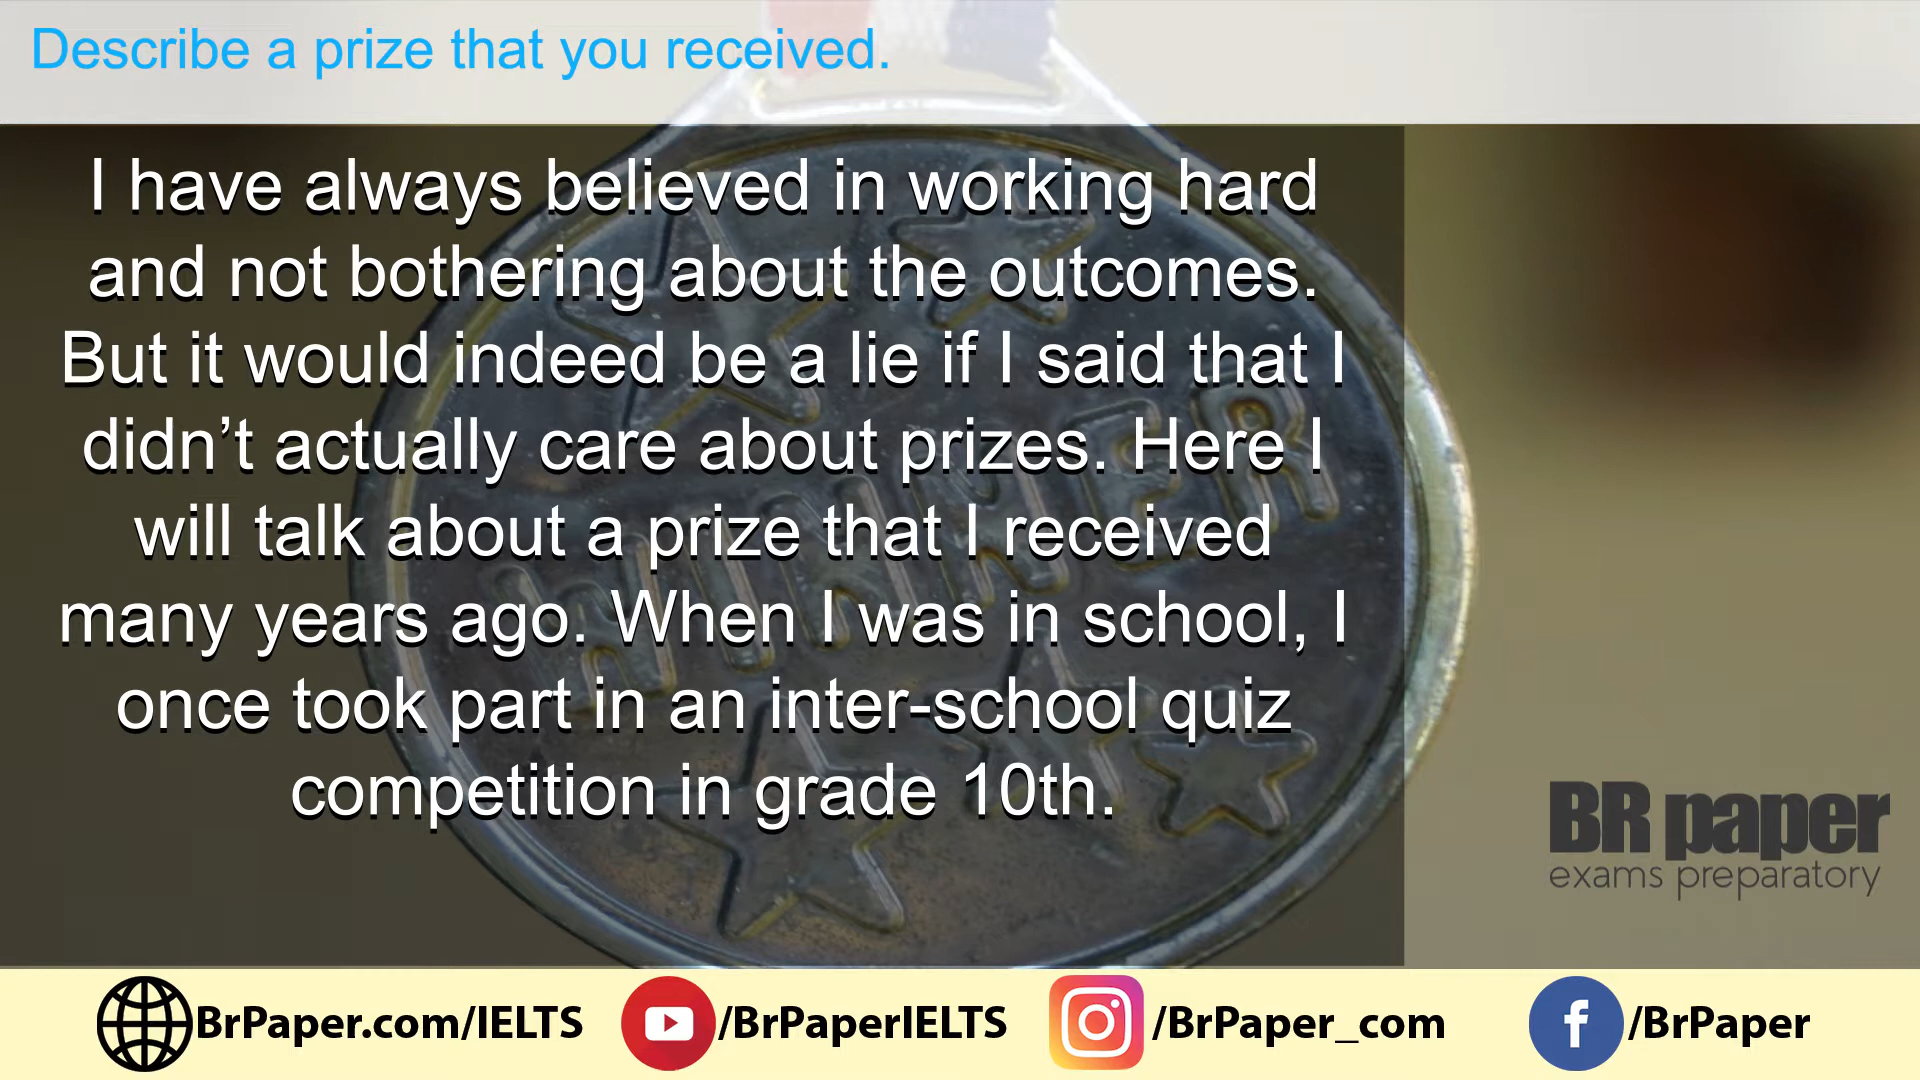 Describe a prize that you received.
I have always believed in working hard
and not bothering about the outcomes.
But it would indeed be a lie if I said that I
didn’t actually care about prizes. Here I
will talk about a prize that I received
many years ago. When I was in school, I
once took part in an inter-school quiz
competition in grade 10th.
WINNER
BR paper
exams preparatory
BrPaper.com/IELTS
/BrPaperIELTS
/BrPaper_com
/BrPaper